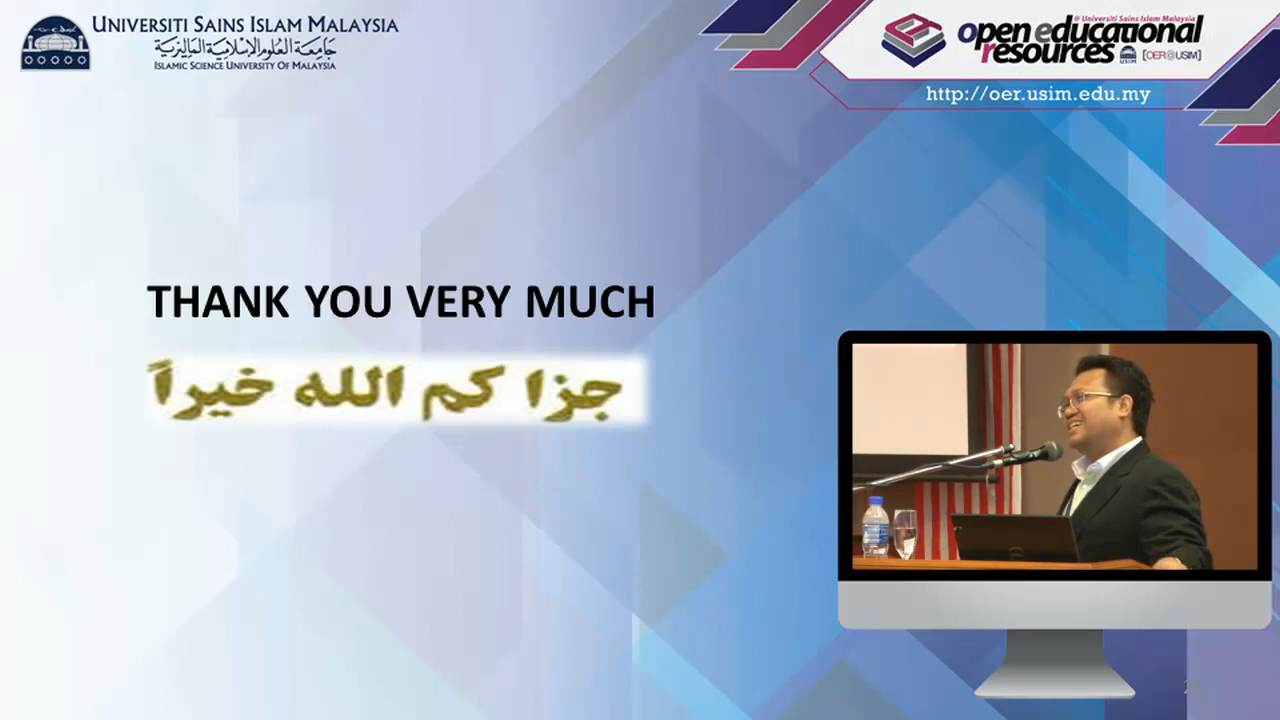 UNIVERSITI SAINS ISLAM MALAYSIA
جامعة العلوم الإسلامية الماليزية
ISLAMIC SCIENCE UNIVERSITY OF MALAYSIA
@ Universiti Sains Islam Malaysia
open educational
resources
USIM
[OER@USIM]
http://oer.usim.edu.my
THANK YOU VERY MUCH
جزا كم الله خيراً